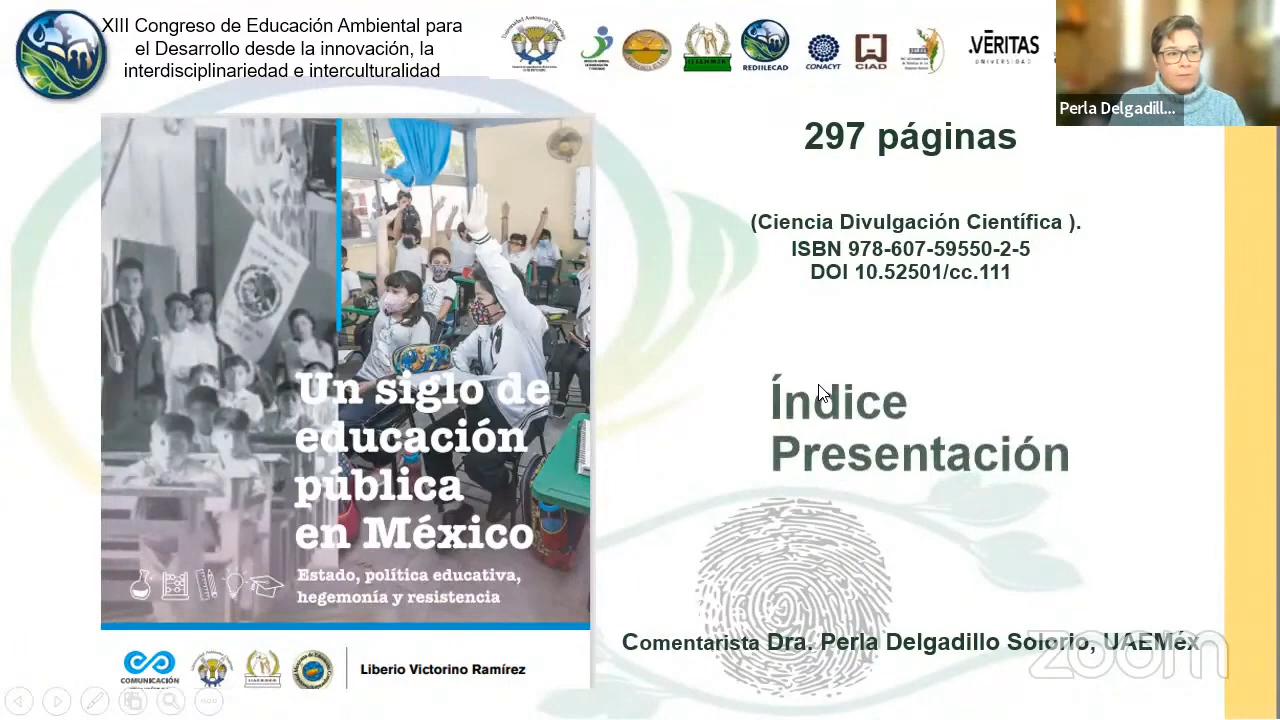 XIII Congreso de Educación Ambiental para
el Desarrollo desde la innovación, la
interdisciplinariedad e interculturalidad
REDIILECAD
CONACYT
CIAD
VĒRITAS
UNIVERSIDAD
Perla Delgadill...
297 páginas
(Ciencia Divulgación Científica ).
ISBN 978-607-59550-2-5
DOI 10.52501/cc.111
Índice
Presentación
Un siglo de
educación
pública
en México
Estado, política educativa,
hegemonía y resistencia
COMUNICACIÓN
Liberio Victorino Ramírez
Comentarista Dra. Perla Delgadillo Solorio, UAEMéx
zoom